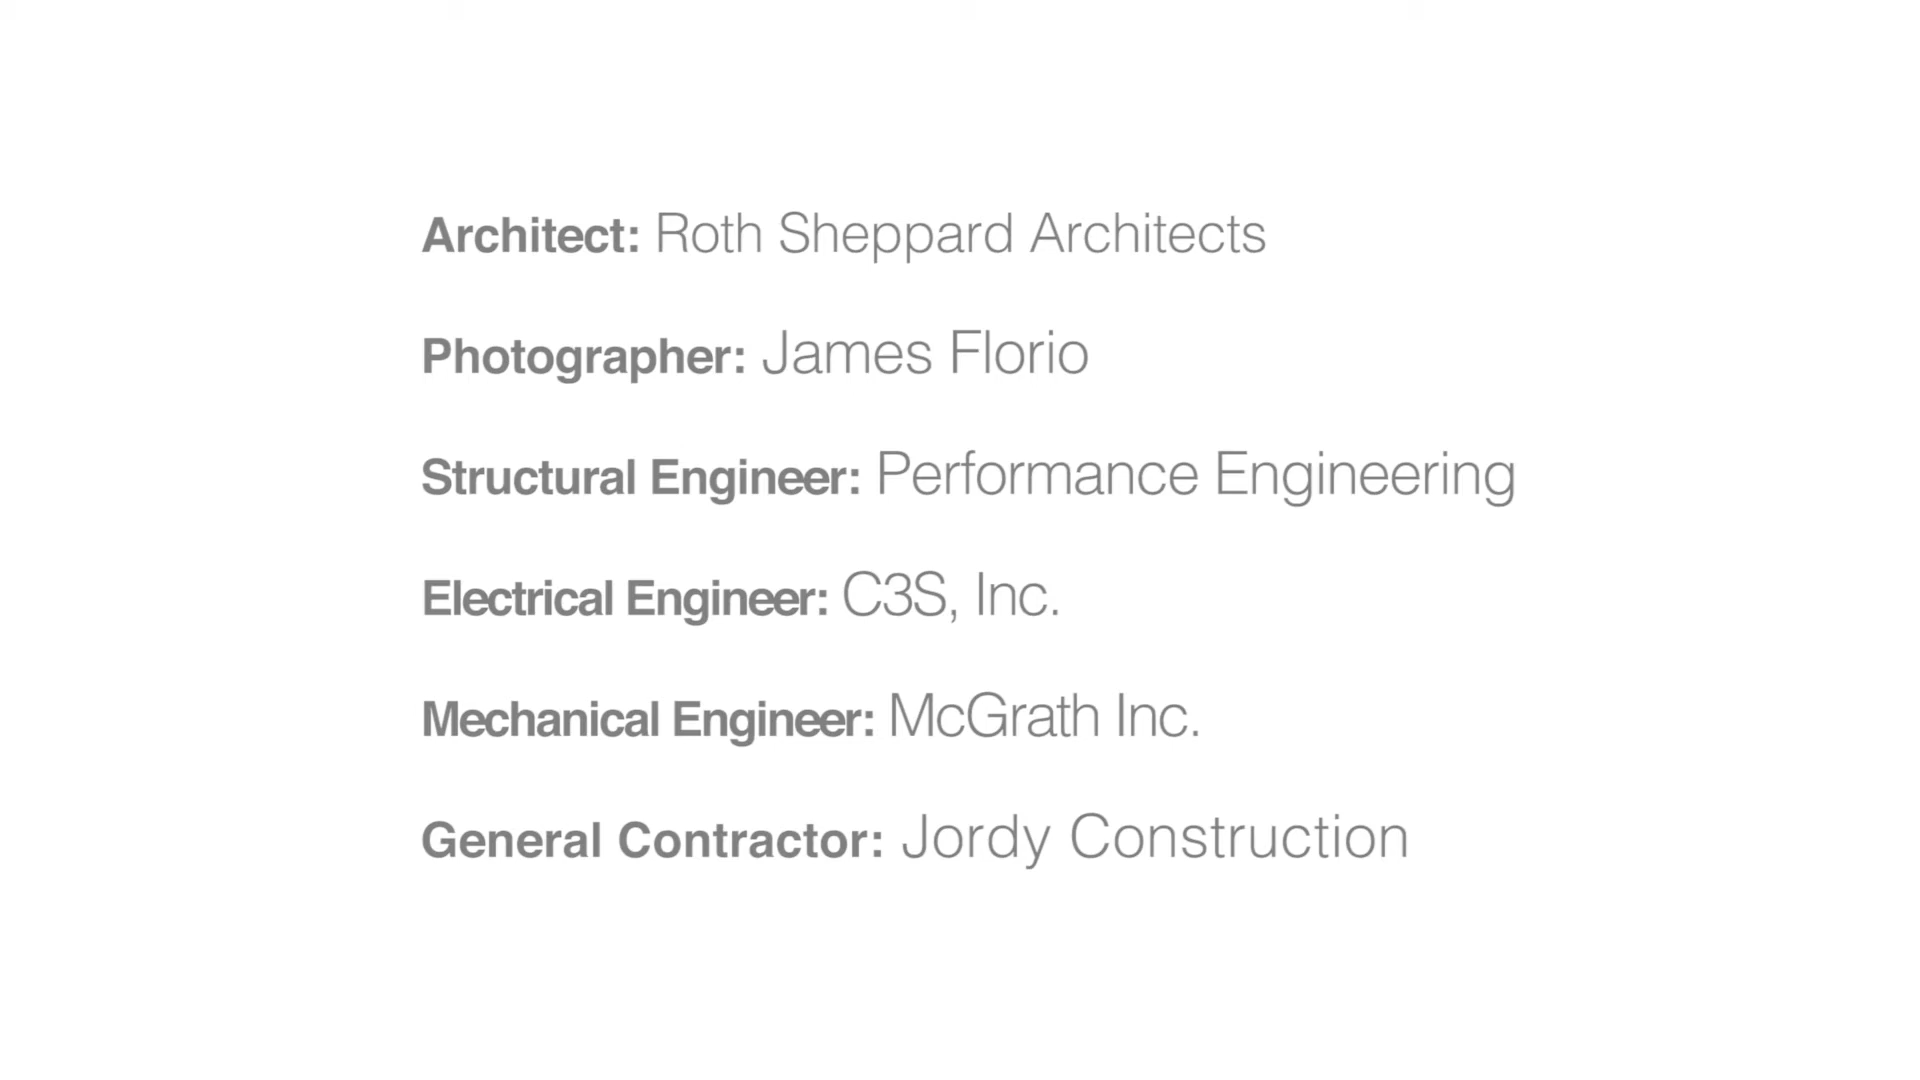 Architect: Roth Sheppard Architects
Photographer: James Florio
Structural Engineer: Performance Engineering
Electrical Engineer: C3S, Inc.
Mechanical Engineer: McGrath Inc.
General Contractor: Jordy Construction